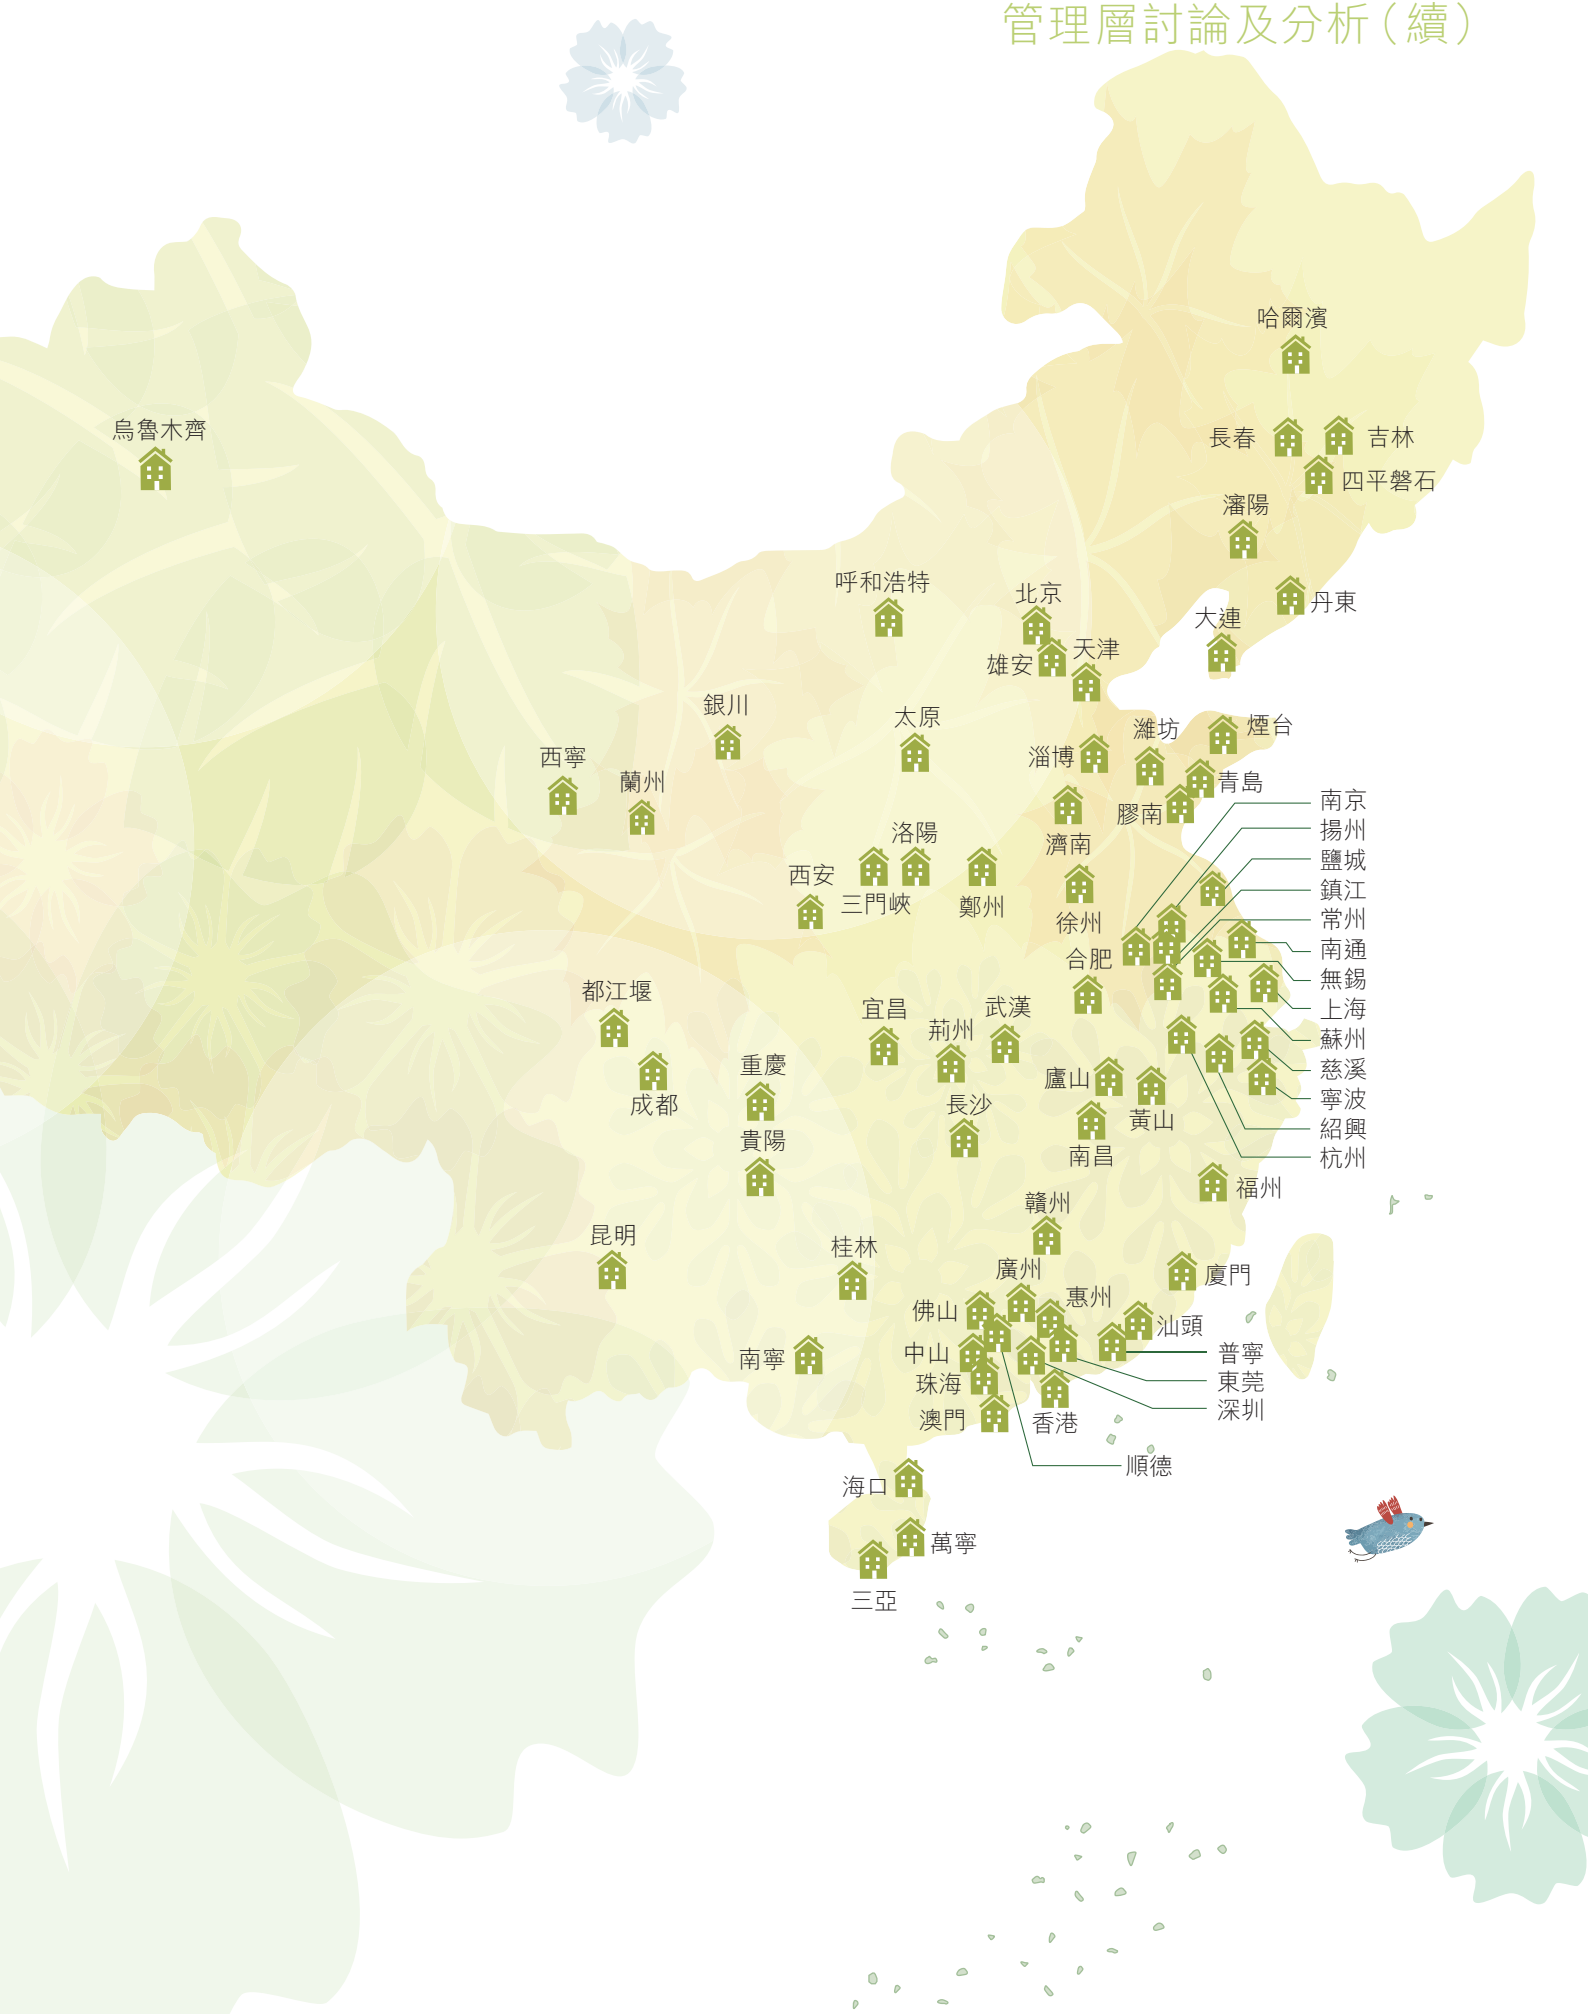 管理層討論及分析(續)
哈爾濱
烏魯木齊
長春
吉林
四平磐石
瀋陽
呼和浩特
北京
丹東
大連
天津
雄安
銀川
太原
煙台
濰坊
西寧
淄博
蘭州
青島
南京
膠南
揚州
洛陽
濟南
鹽城
西安
鎮江
三門峽
鄭州
常州
徐州
南通
合肥
無錫
都江堰
宜昌
武漢
上海
荊州
蘇州
重慶
慈溪
廬山
成都
長沙
寧波
黃山
紹興
貴陽
南昌
杭州
福州
贛州
昆明
桂林
廣州
廈門
惠州
佛山
汕頭
中山
普寧
南寧
珠海
東莞
澳門
香港
深圳
順德
海口
萬寧
三亞